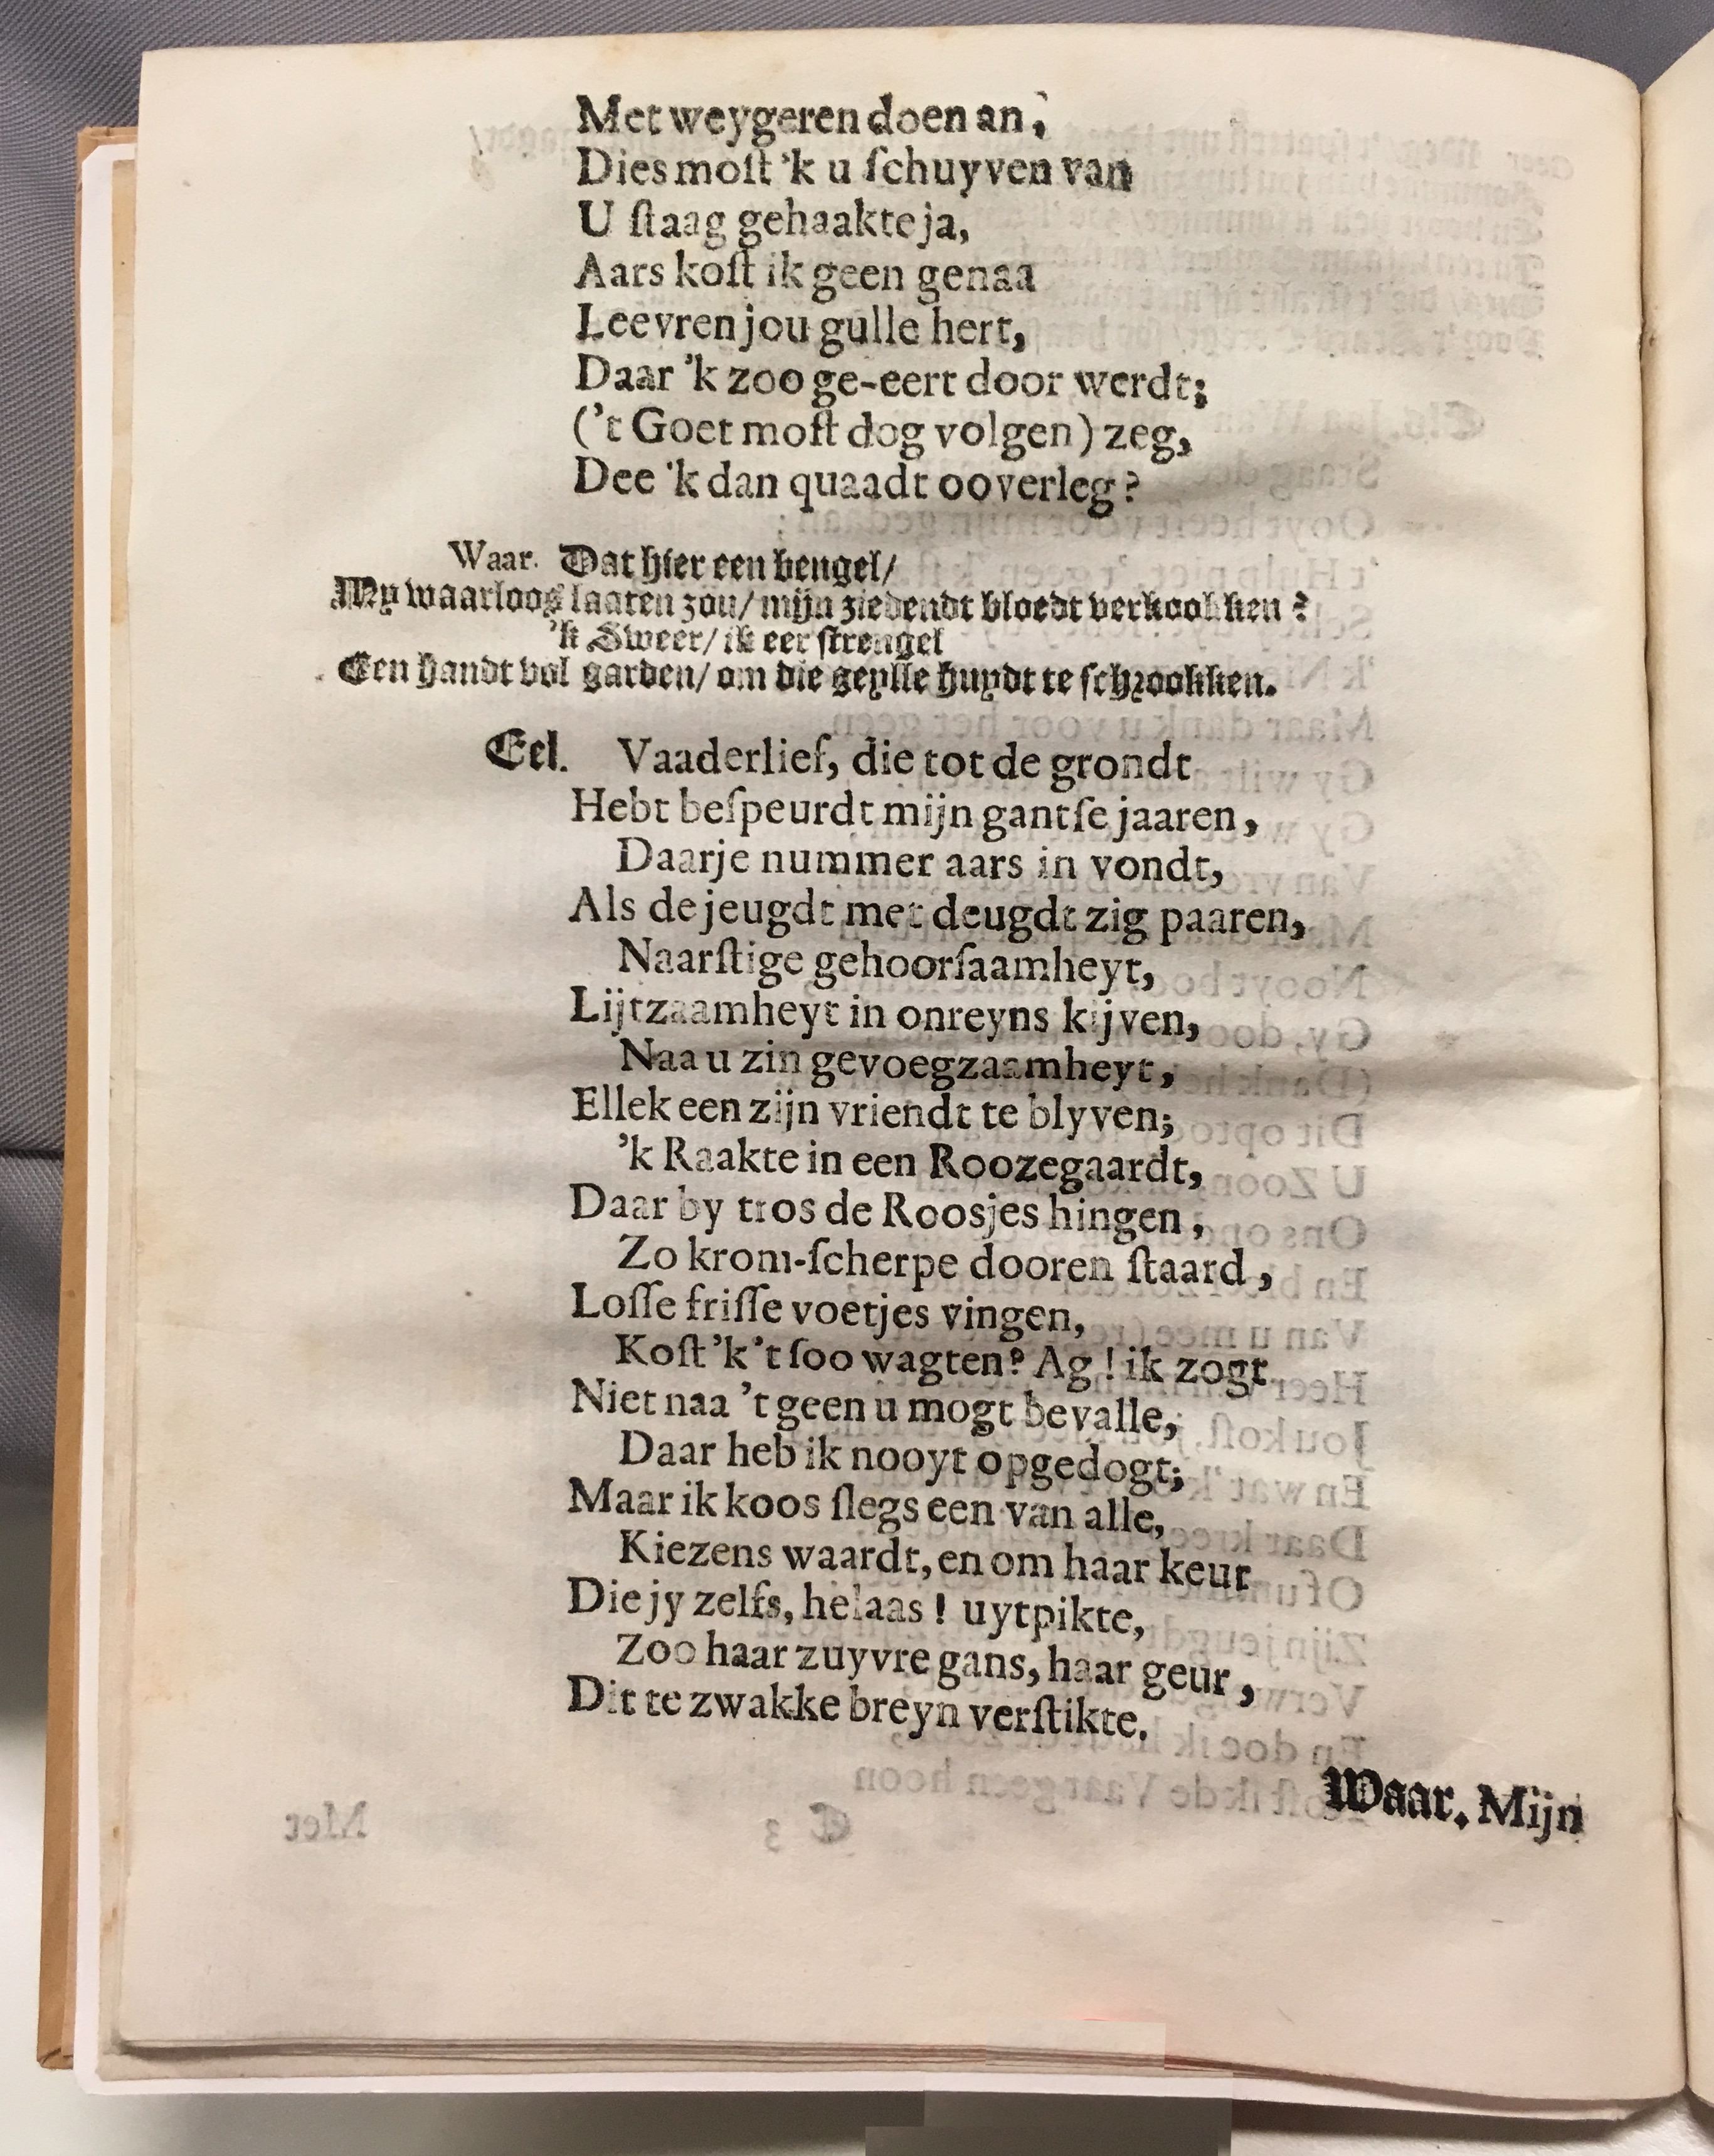 Met weygeren doen an,
Dies moſt 'k u ſchuyven van
U ſtaag gehaakte ja,
Aars koſt ik geen genaa
Leevren jou gulle hert,
Daar 'k zoo ge-eert door werdt;
('t Goet moſt dog volgen) zeg,
Dee 'k dan quaadt ooverleg?
Waar. Dat hier een bengel/
My waarloos laaten zou/ mijn ziedendt bloedt verkookken?
'k Sweer/ ik eer ſtrengel
Een handt vol garden/ om die geylle huydt te ſchrookken.
Eel. Vaaderlief, die tot de grondt
Hebt beſpeurdt mijn gantſe jaaren,
Daarje nummer aars in vondt,
Als de jeugdt met deugdt zig paaren,
Naarſtige gehoorſaamheyt,
Lijtzaamheyt in onreyns kijven,
Naa u zin gevoegzaamheyt,
Ellek een zijn vriendt te blyven;
'k Raakte in een Roozegaardt,
Daar by tros de Roosjes hingen,
Zo krom-ſcherpe dooren ſtaard,
Loſſe friſſe voetjes vingen,
Koſt 'k 't ſoo wagten? Ag! ik zogt
Niet naa 't geen u mogt bevalle,
Daar heb ik nooyt opgedogt;
Maar ik koos ſlegs een van alle,
Kiezens waardt, en om haar keur
Die jy zelfs, helaas! uytpikte,
Zoo haar zuyvre gans, haar geur,
Dit te zwakke breyn verſtikte.
Waar. Mijn